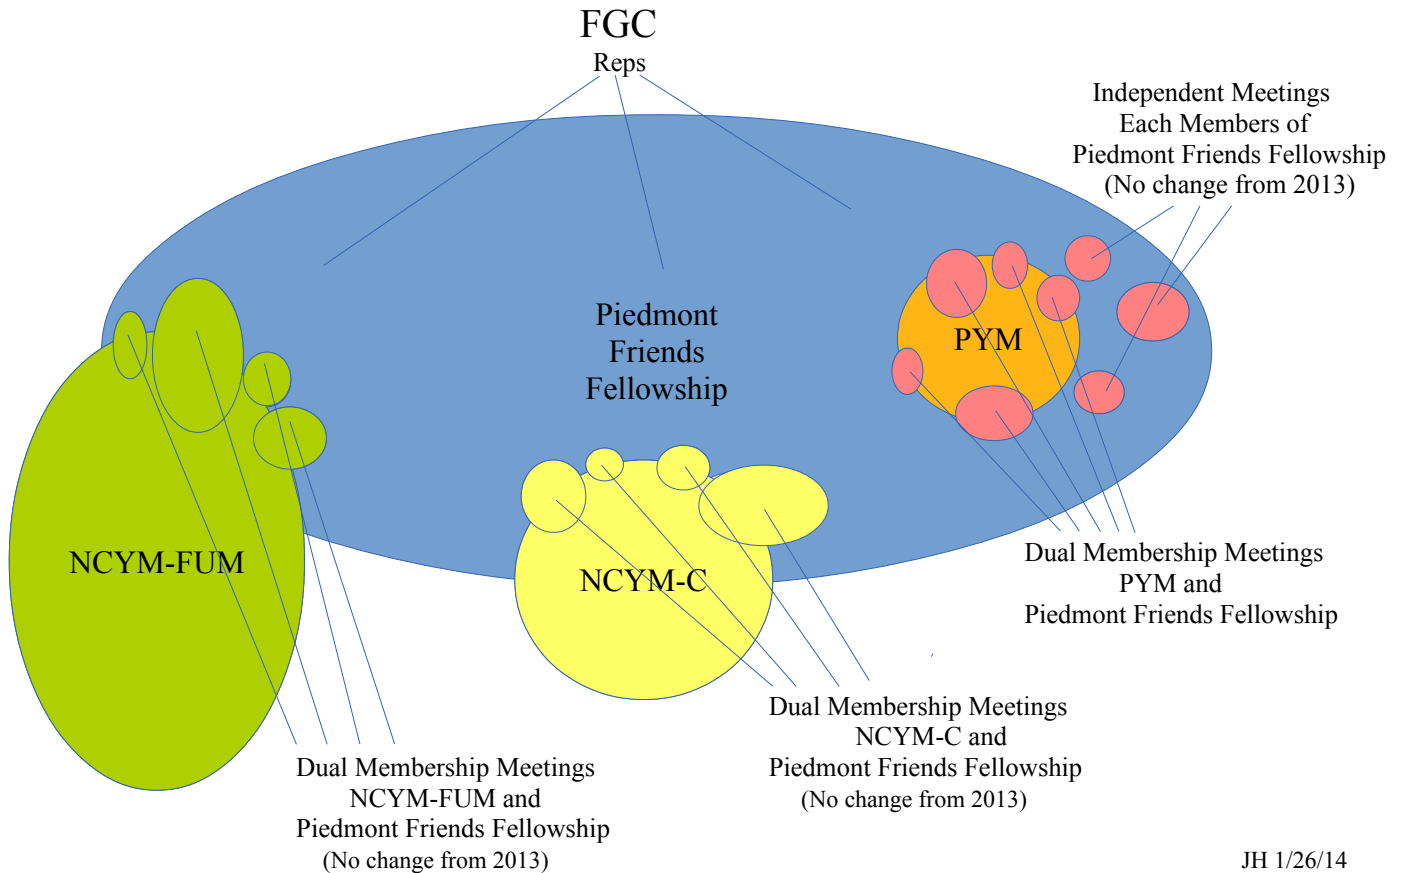 FGC
Reps
Independent Meetings
Each Members of
Piedmont Friends Fellowship
(No change from 2013)
Piedmont
Friends
Fellowship
PYM
NCYM-FUM
NCYM-C
Dual Membership Meetings
PYM and
Piedmont Friends Fellowship
Dual Membership Meetings
NCYM-C and
Piedmont Friends Fellowship
(No change from 2013)
Dual Membership Meetings
NCYM-FUM and
Piedmont Friends Fellowship
(No change from 2013)
JH 1/26/14